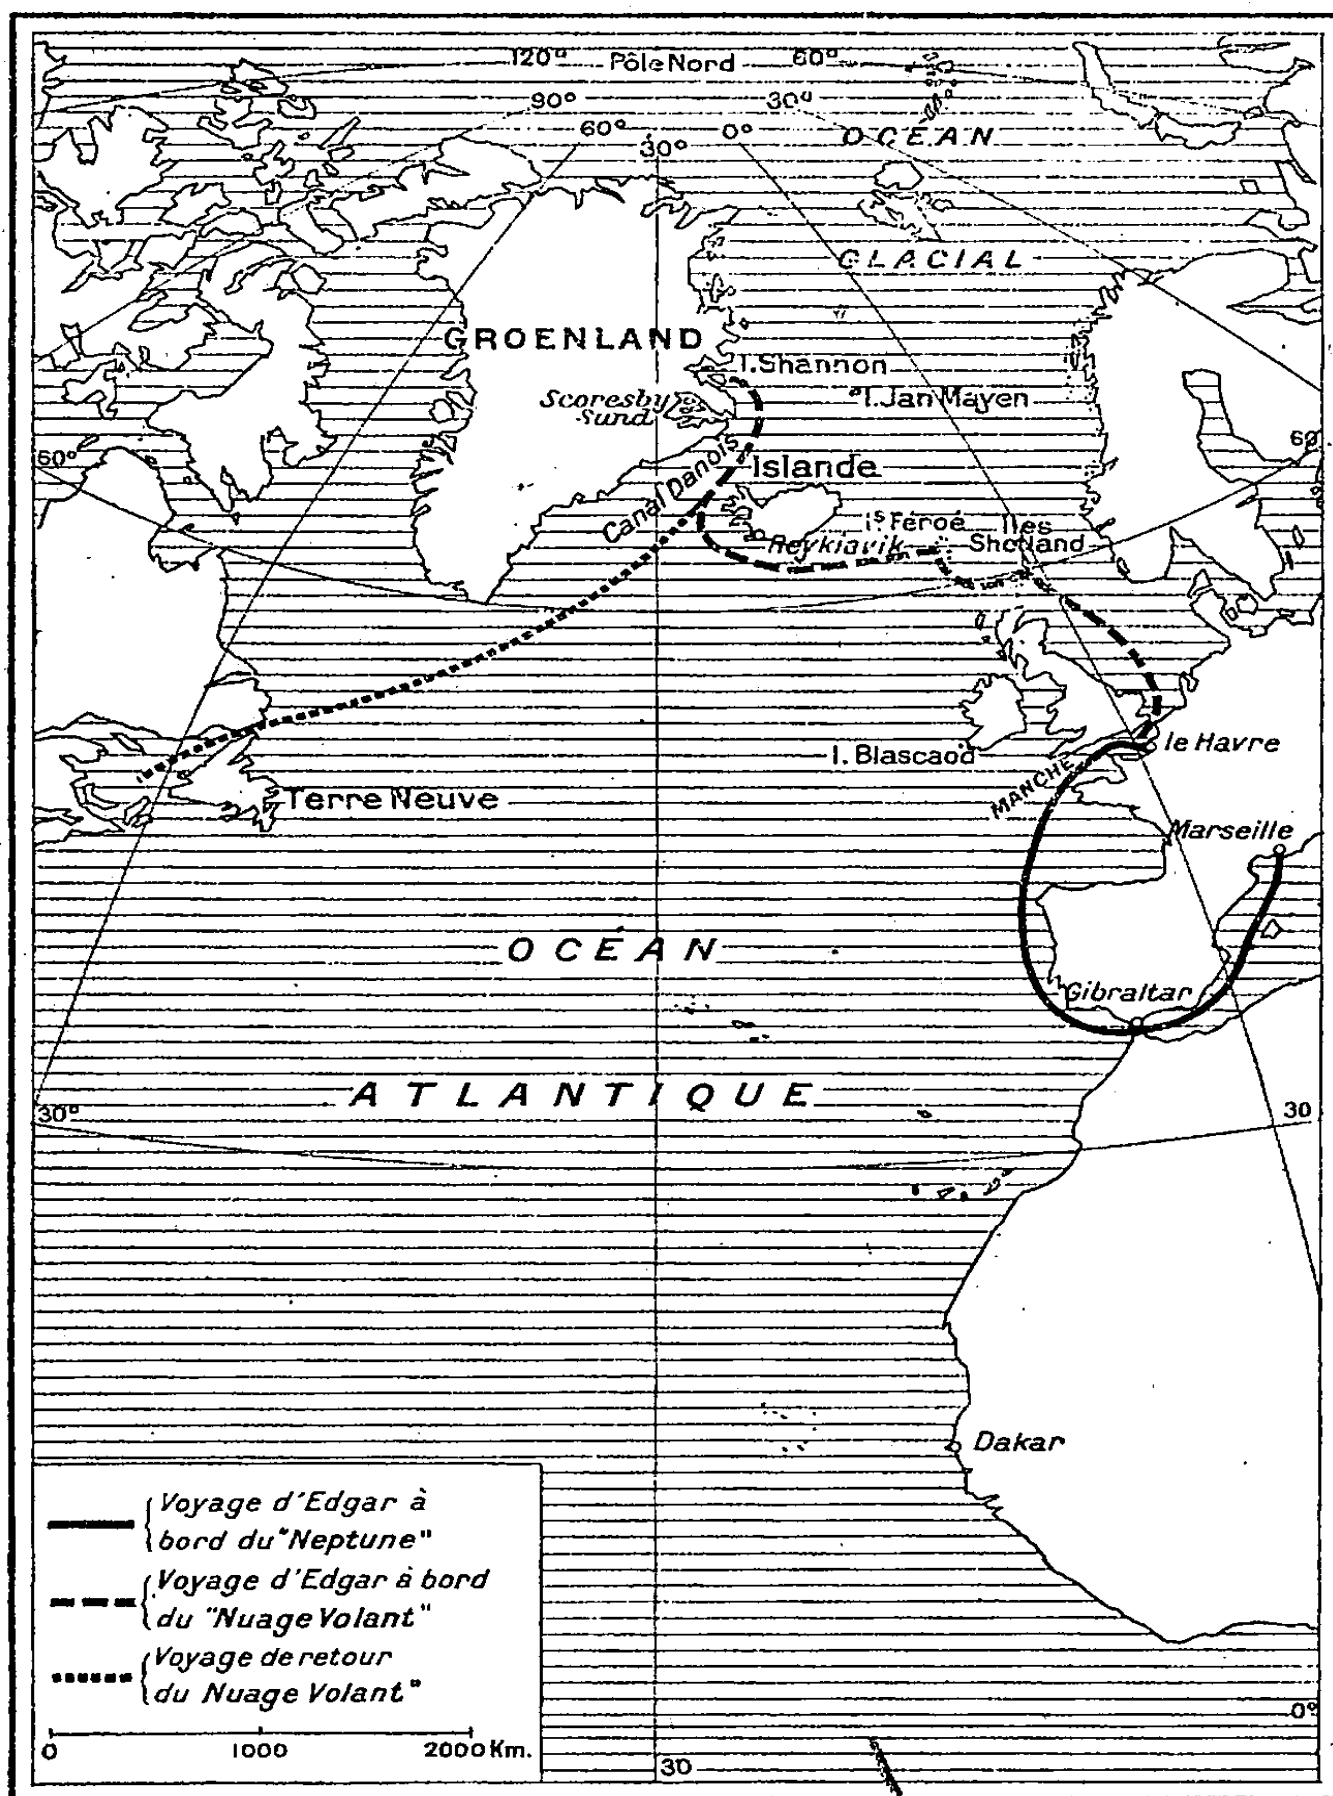 120° Pôle Nord 60°
90° 30°
60° 0°
30°
OCÉAN
GLACIAL
GROENLAND
I. Shannon
Scoresby
Sund
I. Jan Mayen
60° 60
Canal Danois
Islande
Is Féroé
Iles
Shetland
Reykiavik
le Havre
I. Blascaod
MANCHE
Terre Neuve
Marseille
OCÉAN
Gibraltar
ATLANTIQUE
30° 30
Dakar
Voyage d'Edgar à
bord du "Neptune"
Voyage d'Edgar à bord
du "Nuage Volant"
Voyage de retour
du Nuage Volant"
0 1000 2000 Km.
0°
30